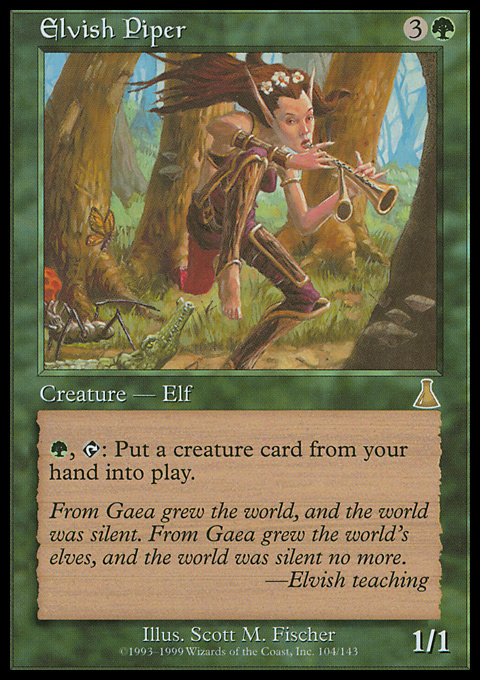 Elvish Piper 3
Creature — Elf
, : Put a creature card from your
hand into play.
From Gaea grew the world, and the world
was silent. From Gaea grew the world's
elves, and the world was silent no more.
—Elvish teaching
Illus. Scott M. Fischer
©1993–1999 Wizards of the Coast, Inc. 104/143
1/1